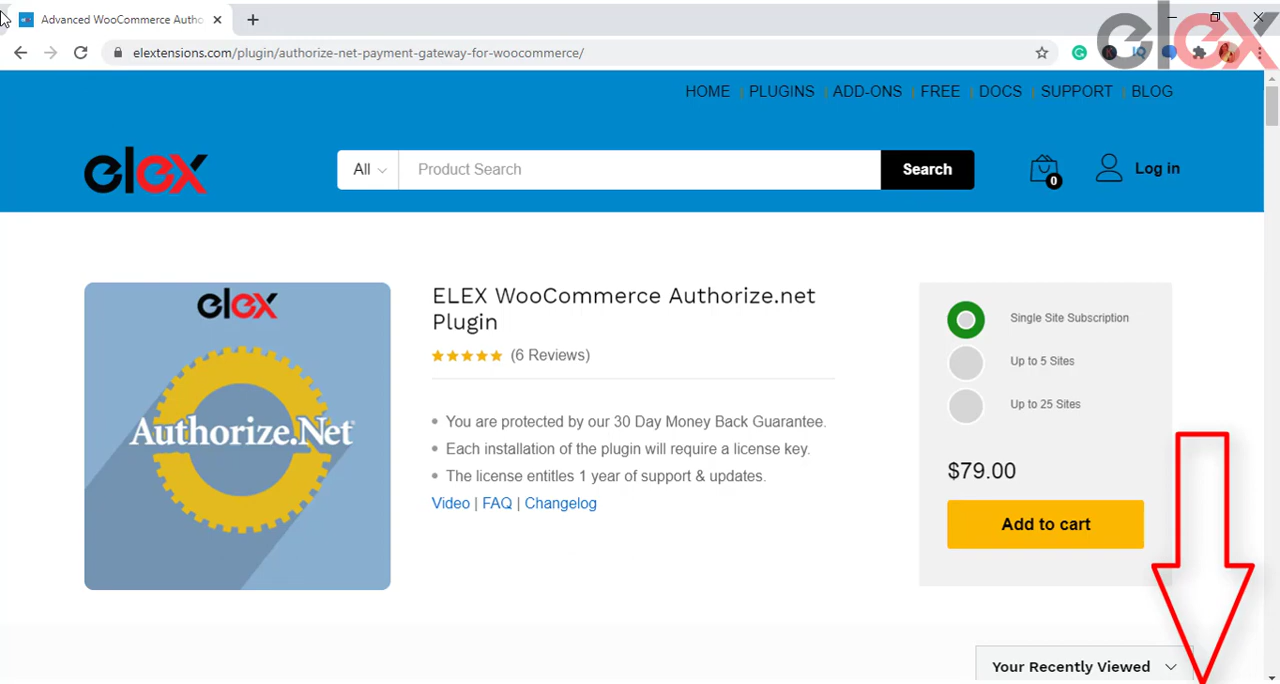 Advanced WooCommerce Autho
elex
elextensions.com/plugin/authorize-net-payment-gateway-for-woocommerce/
HOME | PLUGINS | ADD-ONS | FREE | DOCS | SUPPORT | BLOG
elex
All
Product Search
Search
0
Log in
elex
Authorize.Net
ELEX WooCommerce Authorize.net
Plugin
(6 Reviews)
• You are protected by our 30 Day Money Back Guarantee.
• Each installation of the plugin will require a license key.
• The license entitles 1 year of support & updates.
Video | FAQ | Changelog
Single Site Subscription
Up to 5 Sites
Up to 25 Sites
$79.00
Add to cart
Your Recently Viewed